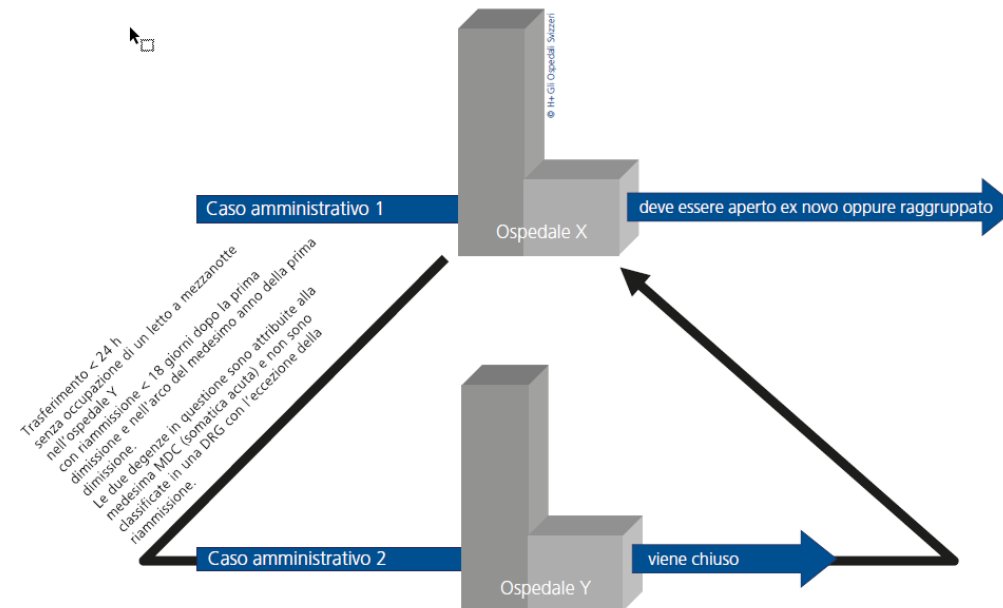 © H+ Gli Ospedali Svizzeri
Caso amministrativo 1
Ospedale X
deve essere aperto ex novo oppure raggruppato
Trasferimento < 24 h
senza occupazione di un letto a mezzanotte
nell'ospedale Y
con riammissione < 18 giorni dopo la prima
dimissione e nell'arco del medesimo anno della prima
dimissione.
Le due degenze in questione sono attribuite alla
medesima MDC (somatica acuta) e non sono
classificate in una DRG con l'eccezione della
riammissione.
Caso amministrativo 2
Ospedale Y
viene chiuso